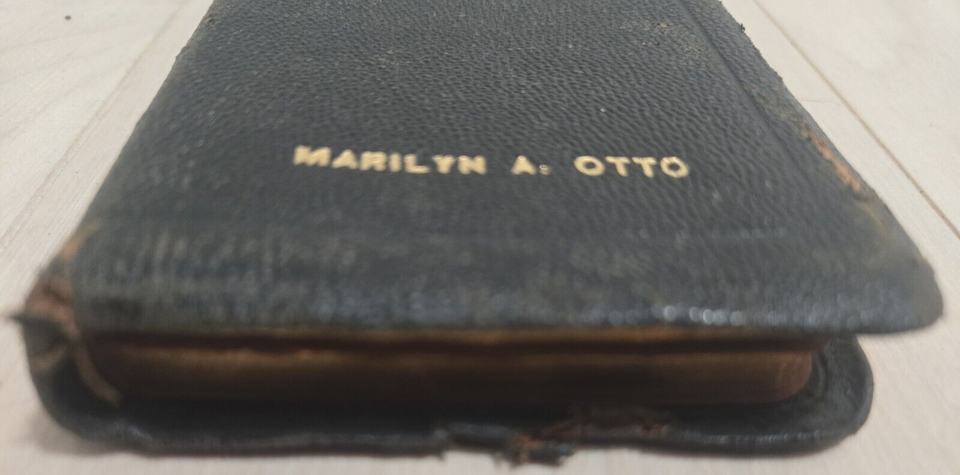 MARILYN A. OTTO